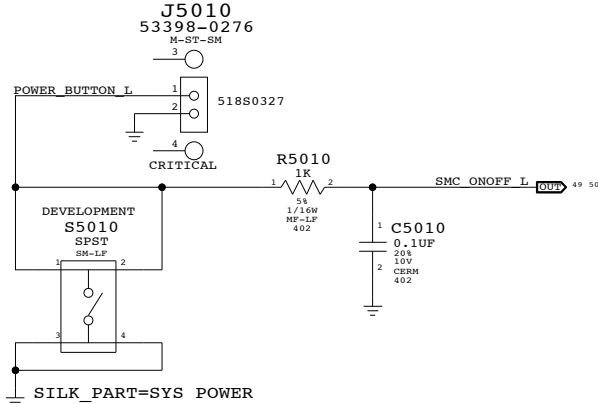 J5010
53398-0276
M-ST-SM
3
POWER_BUTTON_L
1
2
518S0327
4
CRITICAL
R5010
1K
1
2
5%
1/16W
MF-LF
402
SMC_ONOFF_L
OUT
49 50
DEVELOPMENT
S5010
SPST
SM-LF
1
2
3
4
1
C5010
0.1UF
20%
10V
2
CERM
402
SILK_PART=SYS POWER